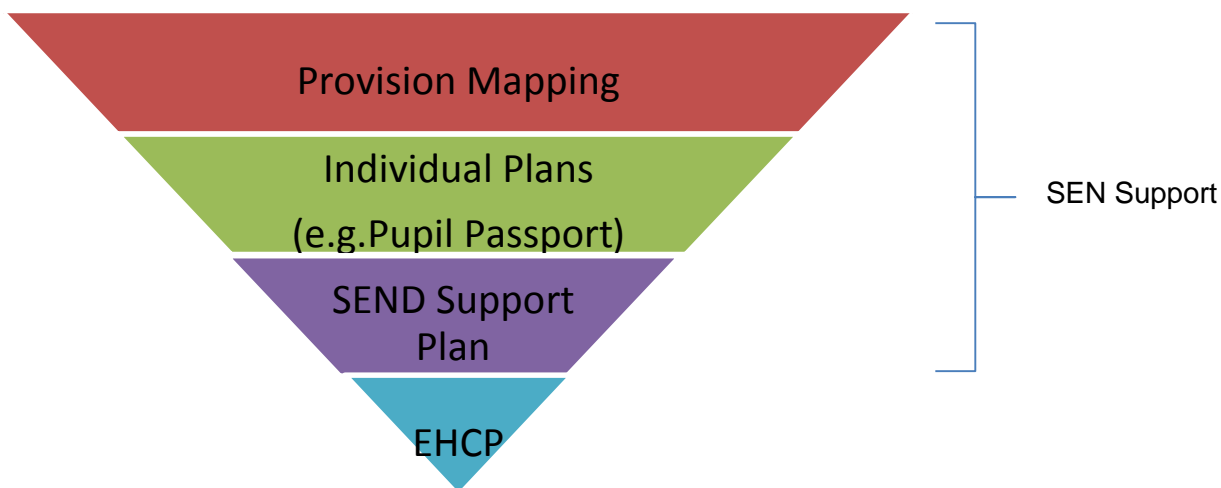 Provision Mapping
Individual Plans
(e.g.Pupil Passport)
SEN Support
SEND Support
Plan
EHCP